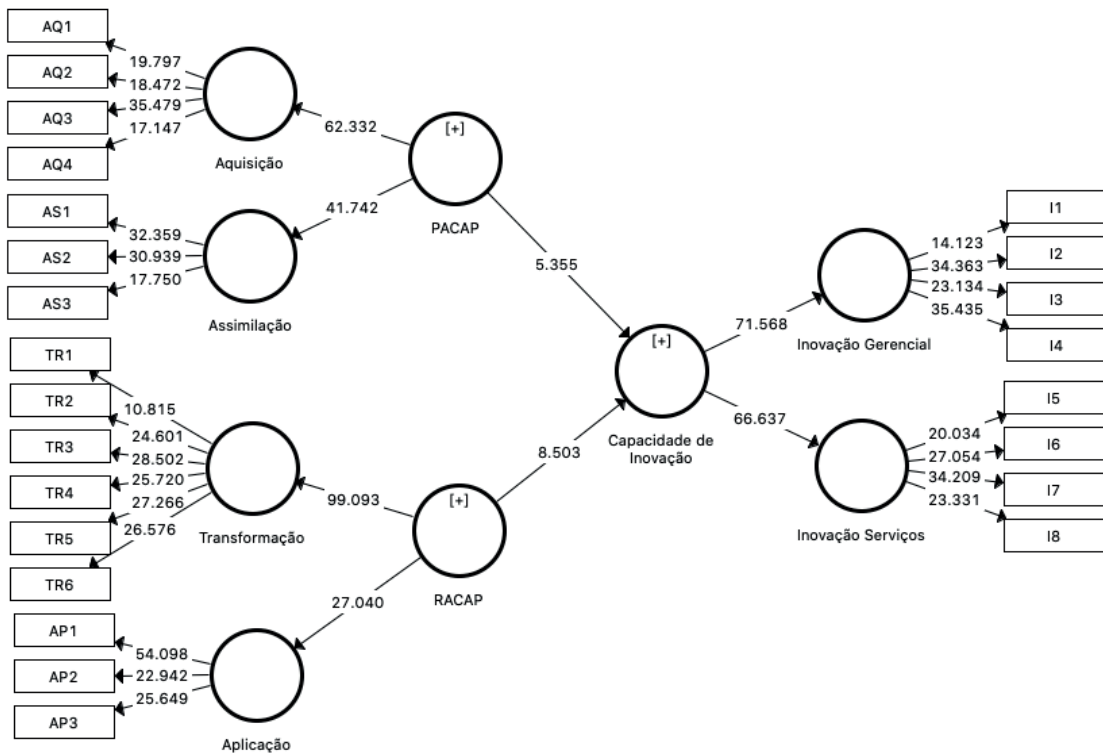 AQ1
19.797
AQ2
18.472
AQ3
35.479
17.147
AQ4
Aquisição
62.332
[+]
PACAP
41.742
AS1
32.359
AS2
30.939
17.750
AS3
Assimilação
5.355
TR1
10.815
TR2
24.601
TR3
28.502
TR4
25.720
27.266
TR5
26.576
TR6
Transformação
99.093
[+]
RACAP
8.503
27.040
AP1
54.098
AP2
22.942
25.649
AP3
Aplicação
[+]
Capacidade de
Inovação
71.568
66.637
Inovação Gerencial
I1
14.123
34.363
I2
23.134
I3
35.435
I4
Inovação Serviços
I5
20.034
I6
27.054
34.209
I7
23.331
I8